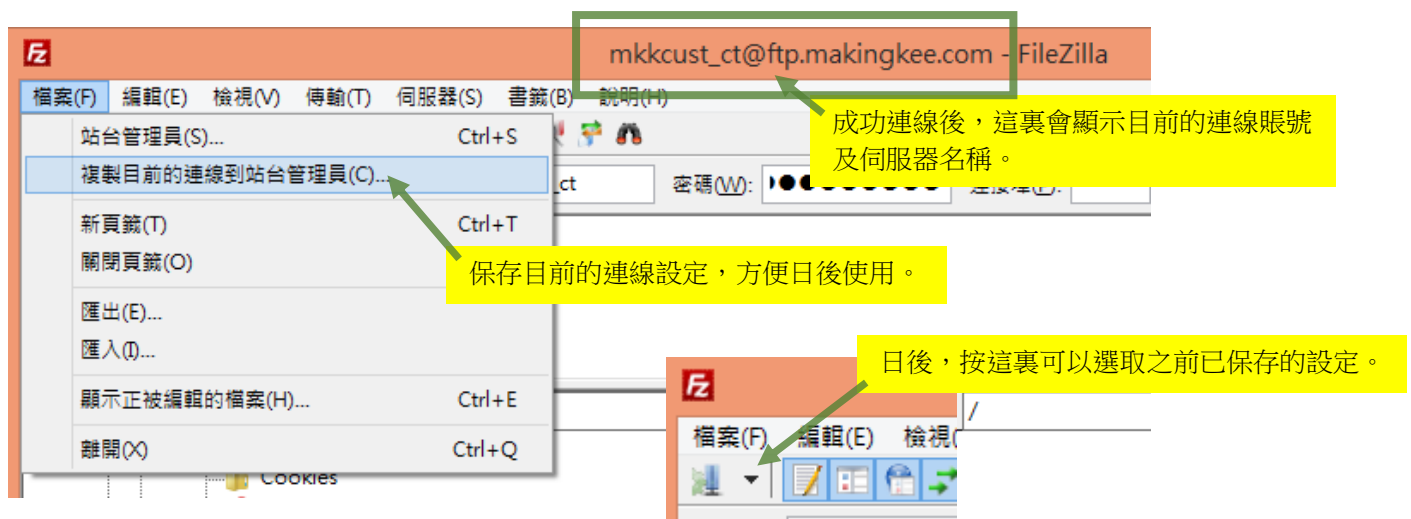 mkkcust_ct@ftp.makingkee.com - FileZilla
檔案(F) 編輯(E) 檢視(V) 傳輸(T) 伺服器(S) 書籤(B) 說明(H)
成功連線後，這裏會顯示目前的連線賬號
及伺服器名稱。
站台管理員(S)... Ctrl+S
複製目前的連線到站台管理員(C)...
_ct 密碼(W):
新頁籤(T) Ctrl+T
關閉頁籤(O)
保存目前的連線設定，方便日後使用。
匯出(E)...
匯入(I)...
日後，按這裏可以選取之前已保存的設定。
顯示正被編輯的檔案(H)... Ctrl+E
/
檔案(F) 編輯(E) 檢視(
離開(X) Ctrl+Q
Cookies